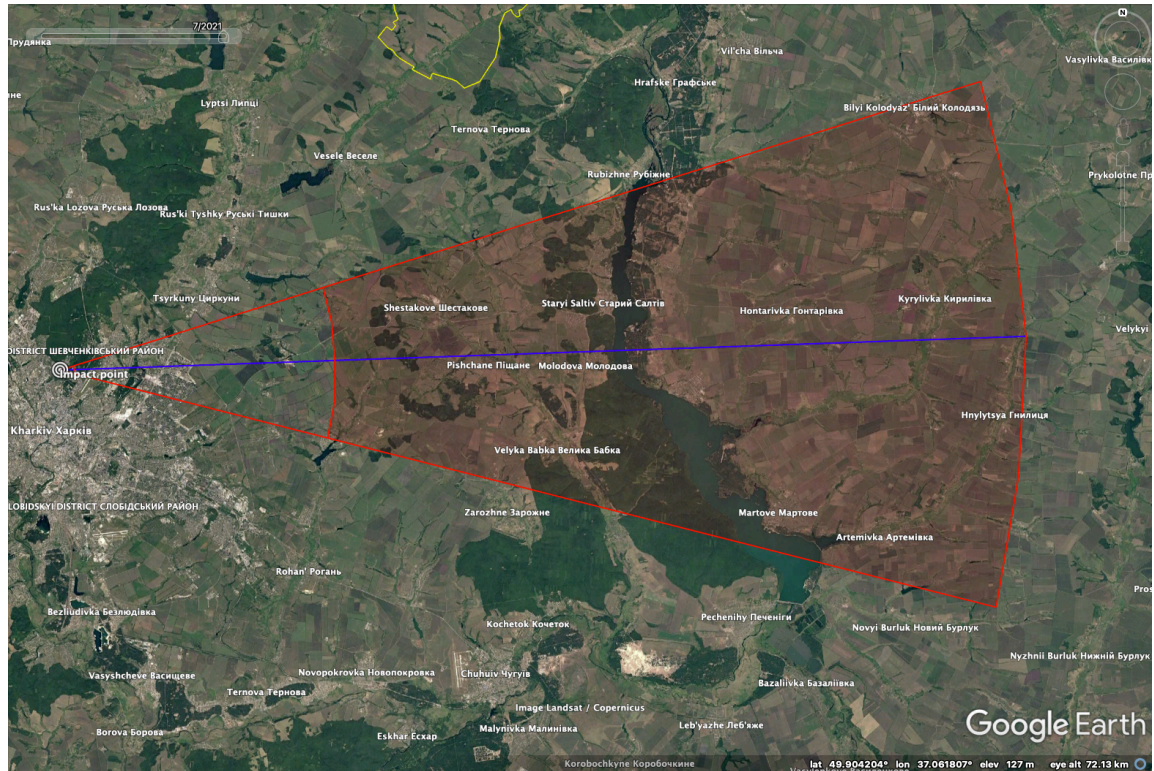 7/2021
N
Прудянка
Vil'cha Вільча
Vasylivka Василівк
Hrafske Графське
не
Lyptsi Липці
Bilyi Kolodyaz' Білий Колодязь
Ternova Тернова
Vesele Веселе
Rubizhne Рубіжне
Prykolotne Пр
Rus'ka Lozova Руська Лозова
Rus'ki Tyshky Руські Тишки
Tsyrkuny Циркуни
Shestakove Шестакове
Staryi Saltiv Старий Салтів
Kyrylivka Кирилівка
Hontarivka Гонтарівка
Velykyi
DISTRICT ШЕВЧЕНКІВСЬКИЙ РАЙОН
Pishchane Піщане
Molodova Молодова
Impact point
Hnylytsya Гнилиця
Kharkiv Харків
Velyka Babka Велика Бабка
LOBIDSKYI DISTRICT СЛОБІДСЬКИЙ РАЙОН
Zarozhne Зарожне
Martove Мартове
Artemivka Артемівка
Rohan' Рогань
Pros
Bezliudivka Безлюдівка
Kochetok Кочеток
Pechenihy Печеніги
Novyi Burluk Новий Бурлук
Nyzhnii Burluk Нижній Бурлук
Vasyshcheve Васищеве
Novopokrovka Новопокровка
Chuhuiv Чугуїв
Bazaliivka Базаліївка
Ternova Тернова
Image Landsat / Copernicus
Borova Борова
Eskhar Есхар
Malynivka Малинівка
Leb'yazhe Леб'яже
Google Earth
Korobochkyne Коробочкине
lat 49.904204° lon 37.061807° elev 127 m eye alt 72.13 km